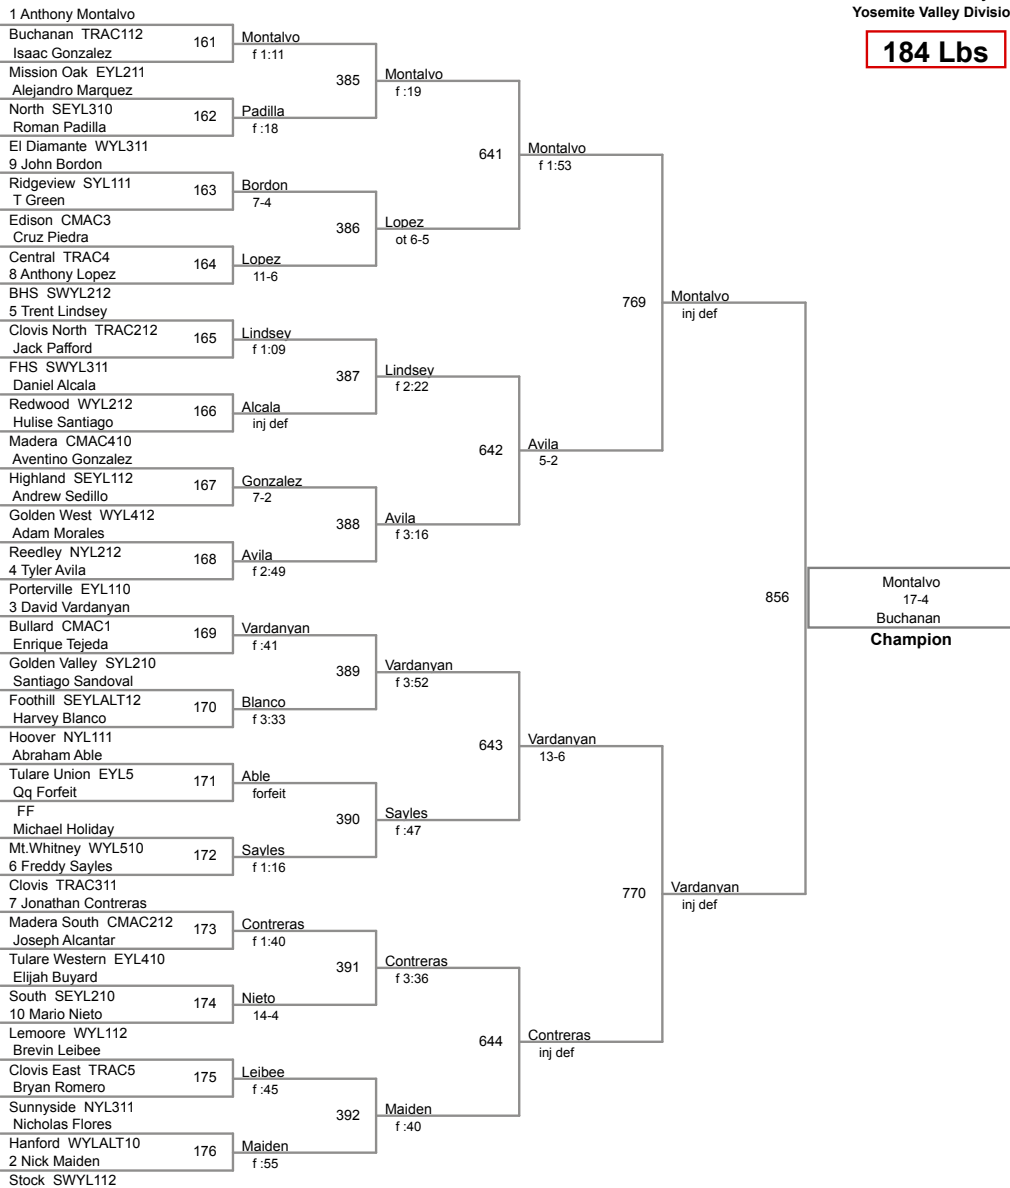 1 Anthony Montalvo
Buchanan TRAC112
Isaac Gonzalez
Mission Oak EYL211
Alejandro Marquez
North SEYL310
Roman Padilla
El Diamante WYL311
9 John Bordon
Ridgeview SYL111
T Green
Edison CMAC3
Cruz Piedra
Central TRAC4
8 Anthony Lopez
BHS SWYL212
5 Trent Lindsey
Clovis North TRAC212
Jack Pafford
FHS SWYL311
Daniel Alcala
Redwood WYL212
Hulise Santiago
Madera CMAC410
Aventino Gonzalez
Highland SEYL112
Andrew Sedillo
Golden West WYL412
Adam Morales
Reedley NYL212
4 Tyler Avila
Porterville EYL110
3 David Vardanyan
Bullard CMAC1
Enrique Tejeda
Golden Valley SYL210
Santiago Sandoval
Foothill SEYLALT12
Harvey Blanco
Hoover NYL111
Abraham Able
Tulare Union EYL5
Qq Forfeit
FF
Michael Holiday
Mt.Whitney WYL510
6 Freddy Sayles
Clovis TRAC311
7 Jonathan Contreras
Madera South CMAC212
Joseph Alcantar
Tulare Western EYL410
Elijah Buyard
South SEYL210
10 Mario Nieto
Lemoore WYL112
Brevin Leibee
Clovis East TRAC5
Bryan Romero
Sunnyside NYL311
Nicholas Flores
Hanford WYLALT10
2 Nick Maiden
Stock SWYL112
161
162
163
164
165
166
167
168
169
170
171
172
173
174
175
176
Montalvo
f 1:11
Padilla
f :18
Bordon
7-4
Lopez
11-6
Lindsey
f 1:09
Alcala
inj def
Gonzalez
7-2
Avila
f 2:49
Vardanyan
f :41
Blanco
f 3:33
Able
forfeit
Sayles
f 1:16
Contreras
f 1:40
Nieto
14-4
Leibee
f :45
Maiden
f :55
385
386
387
388
389
390
391
392
Montalvo
f :19
Lopez
ot 6-5
Lindsey
f 2:22
Avila
f 3:16
Vardanyan
f 3:52
Sayles
f :47
Contreras
f 3:36
Maiden
f :40
641
642
643
644
Montalvo
f 1:53
Avila
5-2
Vardanyan
13-6
Contreras
inj def
769
770
Montalvo
inj def
Vardanyan
inj def
856
Yosemite Valley Divisio
184 Lbs
Montalvo
17-4
Buchanan
Champion